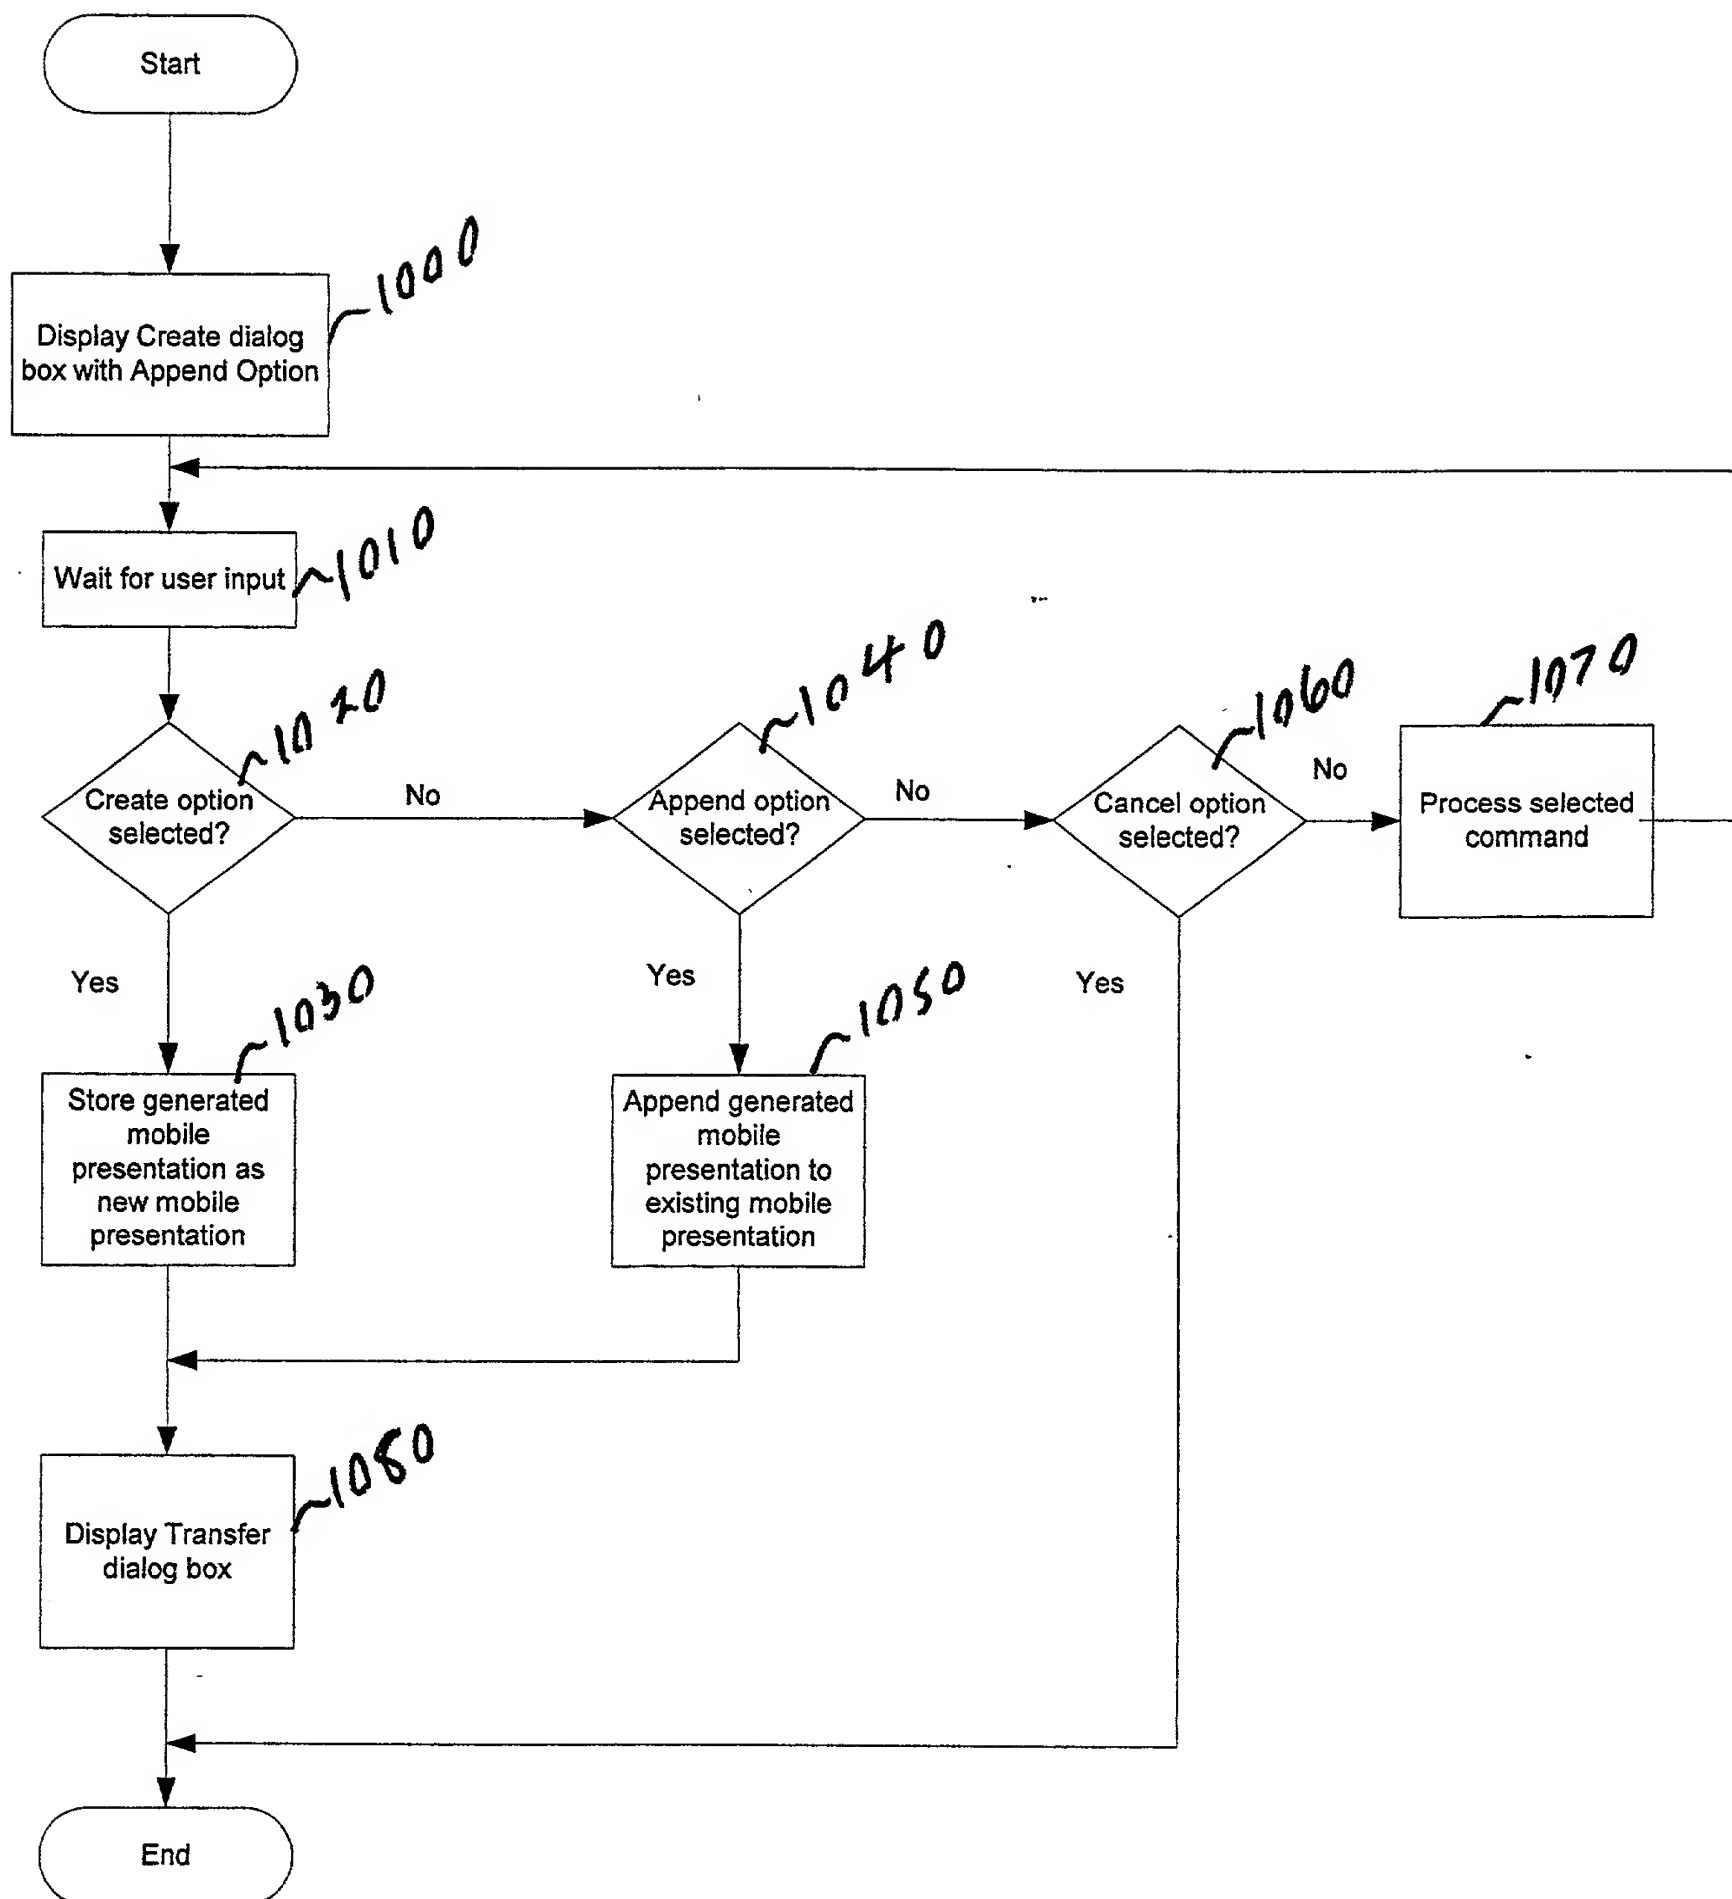 Start
1000
Display Create dialog
box with Append Option
Wait for user input
1010
1020
Create option
selected?
No
1040
Append option
selected?
No
1060
Cancel option
selected?
No
1070
Process selected
command
Yes
1030
Store generated
mobile
presentation as
new mobile
presentation
Yes
1050
Append generated
mobile
presentation to
existing mobile
presentation
Yes
1080
Display Transfer
dialog box
End